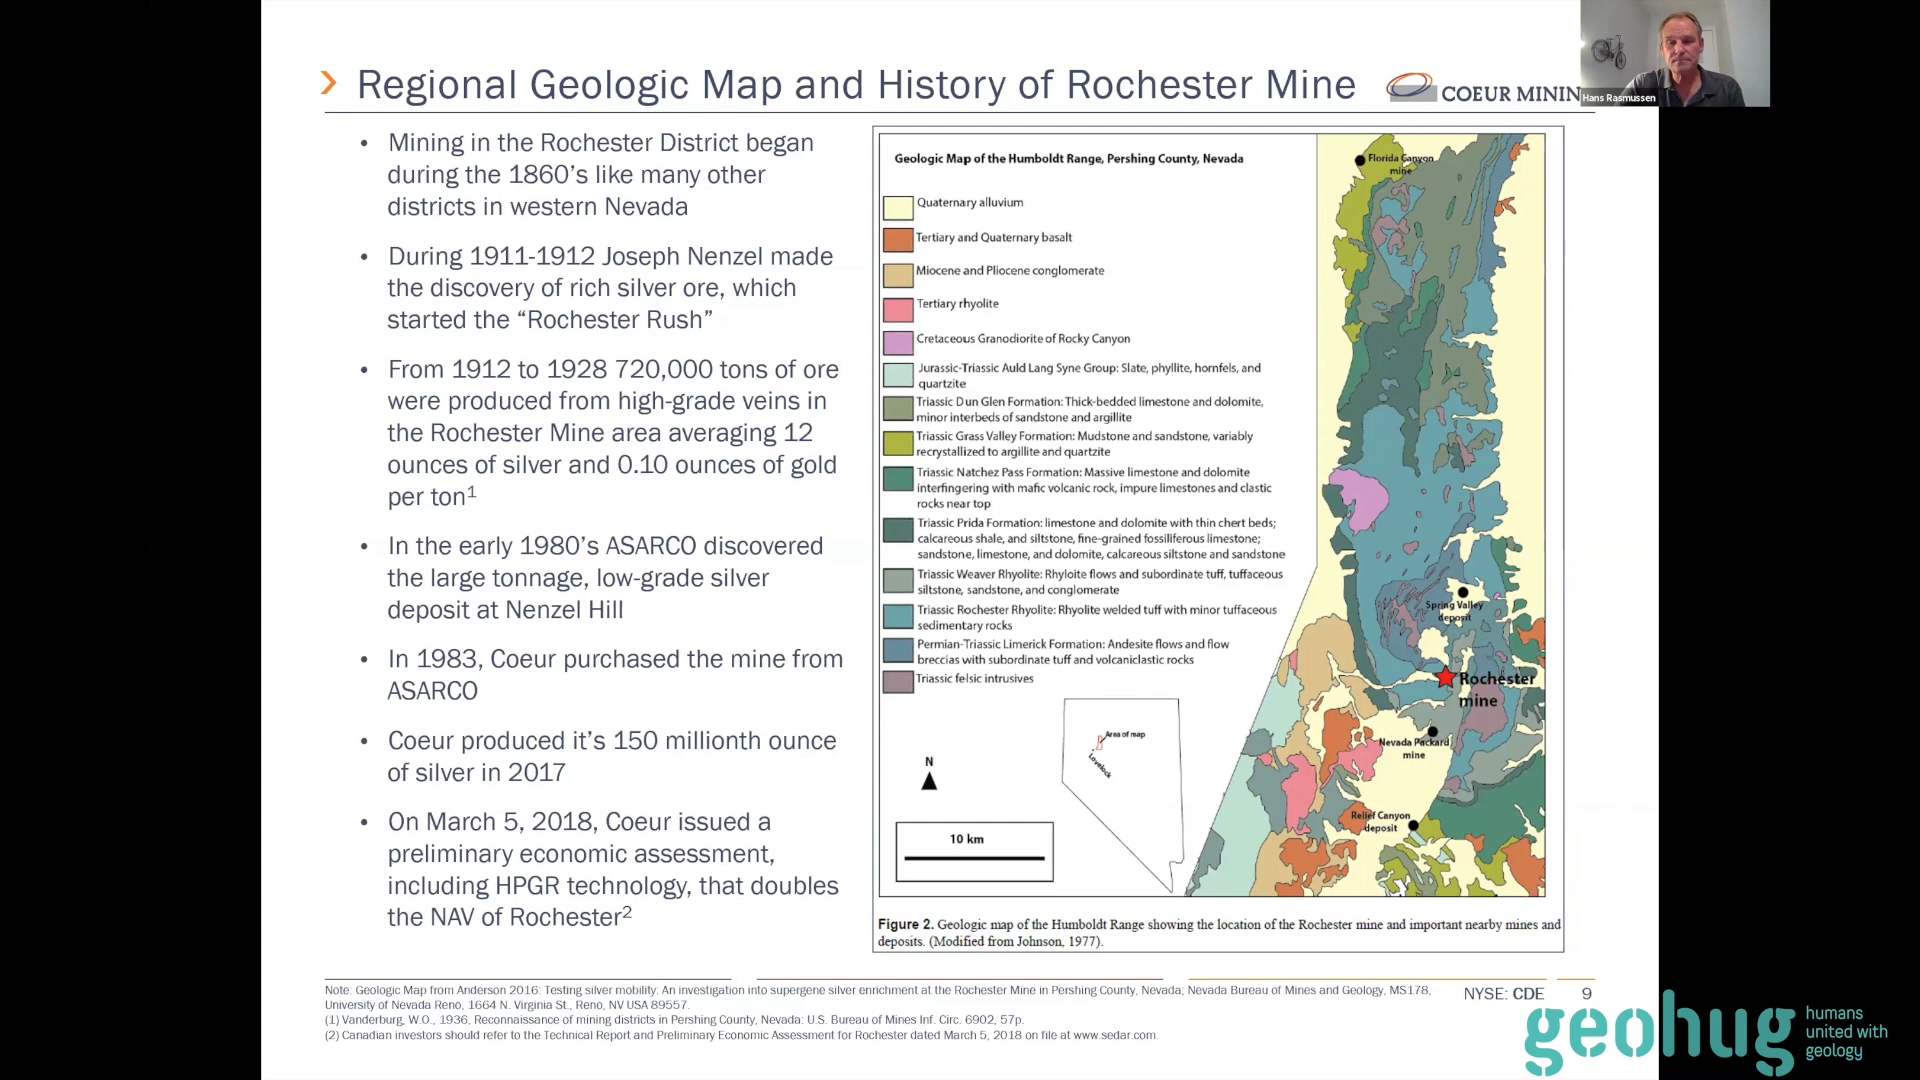 Regional Geologic Map and History of Rochester Mine
COEUR MININ
Hans Rasmussen
• Mining in the Rochester District began
during the 1860's like many other
districts in western Nevada
• During 1911-1912 Joseph Nenzel made
the discovery of rich silver ore, which
started the “Rochester Rush”
• From 1912 to 1928 720,000 tons of ore
were produced from high-grade veins in
the Rochester Mine area averaging 12
ounces of silver and 0.10 ounces of gold
per ton1
• In the early 1980's ASARCO discovered
the large tonnage, low-grade silver
deposit at Nenzel Hill
• In 1983, Coeur purchased the mine from
ASARCO
• Coeur produced it's 150 millionth ounce
of silver in 2017
• On March 5, 2018, Coeur issued a
preliminary economic assessment,
including HPGR technology, that doubles
the NAV of Rochester2
Geologic Map of the Humboldt Range, Pershing County, Nevada
Quaternary alluvium
Tertiary and Quaternary basalt
Miocene and Pliocene conglomerate
Tertiary rhyolite
Cretaceous Granodiorite of Rocky Canyon
Jurassic-Triassic Auld Lang Syne Group: Slate, phyllite, hornfels, and
quartzite
Triassic Dun Glen Formation: Thick-bedded limestone and dolomite,
minor interbeds of sandstone and argillite
Triassic Grass Valley Formation: Mudstone and sandstone, variably
recrystallized to argillite and quartzite
Triassic Natchez Pass Formation: Massive limestone and dolomite
interfingering with mafic volcanic rock, impure limestones and clastic
rocks near top
Triassic Prida Formation: limestone and dolomite with thin chert beds;
calcareous shale, and siltstone, fine-grained fossiliferous limestone;
sandstone, limestone, and dolomite, calcareous siltstone and sandstone
Triassic Weaver Rhyolite: Rhyloite flows and subordinate tuff, tuffaceous
siltstone, sandstone, and conglomerate
Triassic Rochester Rhyolite: Rhyolite welded tuff with minor tuffaceous
sedimentary rocks
Permian-Triassic Limerick Formation: Andesite flows and flow
breccias with subordinate tuff and volcaniclastic rocks
Triassic felsic intrusives
Area of map
Lovelock
N
10 km
Florida Canyon
mine
Spring Valley
deposit
Rochester
mine
Nevada Packard
mine
Relief Canyon
deposit
Figure 2. Geologic map of the Humboldt Range showing the location of the Rochester mine and important nearby mines and
deposits. (Modified from Johnson, 1977).
Note: Geologic Map from Anderson 2016: Testing silver mobility: An investigation into supergene silver enrichment at the Rochester Mine in Pershing County, Nevada; Nevada Bureau of Mines and Geology, MS178,
University of Nevada Reno, 1664 N. Virginia St., Reno, NV USA 89557.
(1) Vanderburg, W.O., 1936, Reconnaissance of mining districts in Pershing County, Nevada: U.S. Bureau of Mines Inf. Circ. 6902, 57p.
(2) Canadian investors should refer to the Technical Report and Preliminary Economic Assessment for Rochester dated March 5, 2018 on file at www.sedar.com.
NYSE: CDE 9
geohug
humans
united with
geology